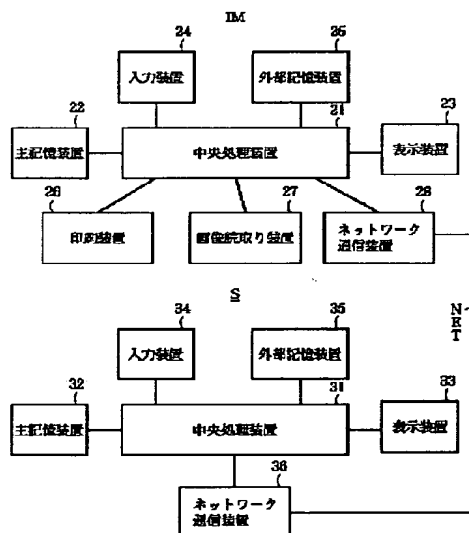 IM
24
入力装置
25
外部記憶装置
22
主記憶装置
21
中央処理装置
23
表示装置
26
印刷装置
27
画像読取り装置
28
ネットワーク
通信装置
S
NET
34
入力装置
35
外部記憶装置
32
主記憶装置
31
中央処理装置
33
表示装置
36
ネットワーク
通信装置